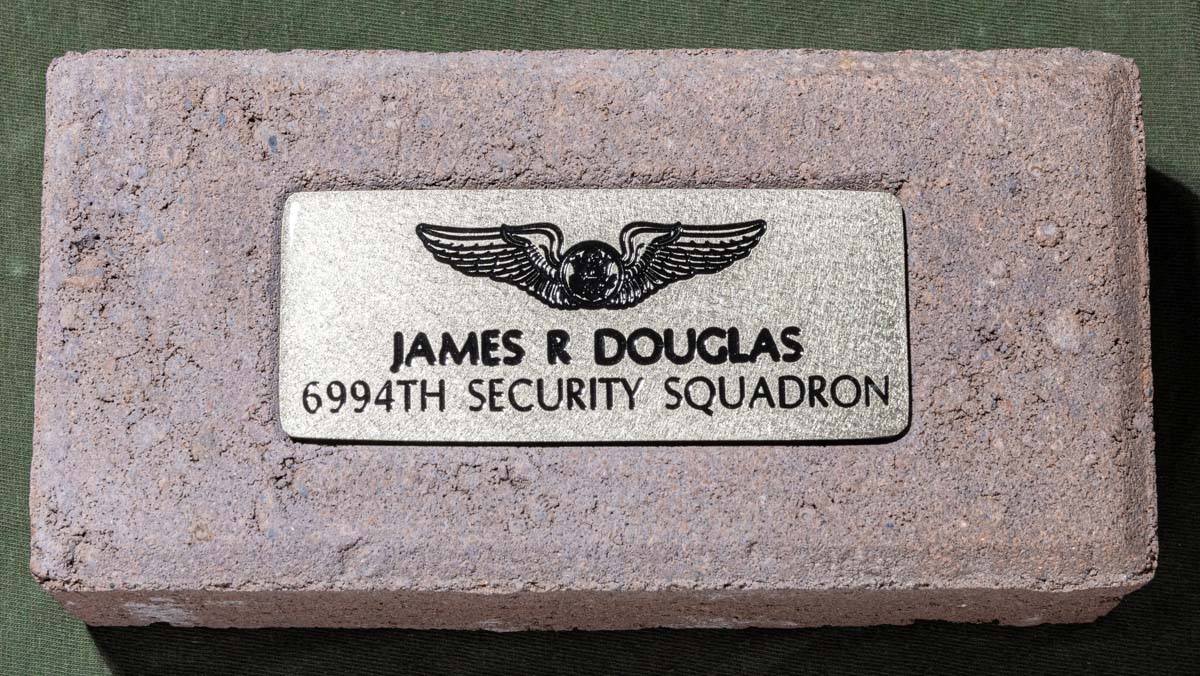 JAMES R DOUGLAS
6994TH SECURITY SQUADRON